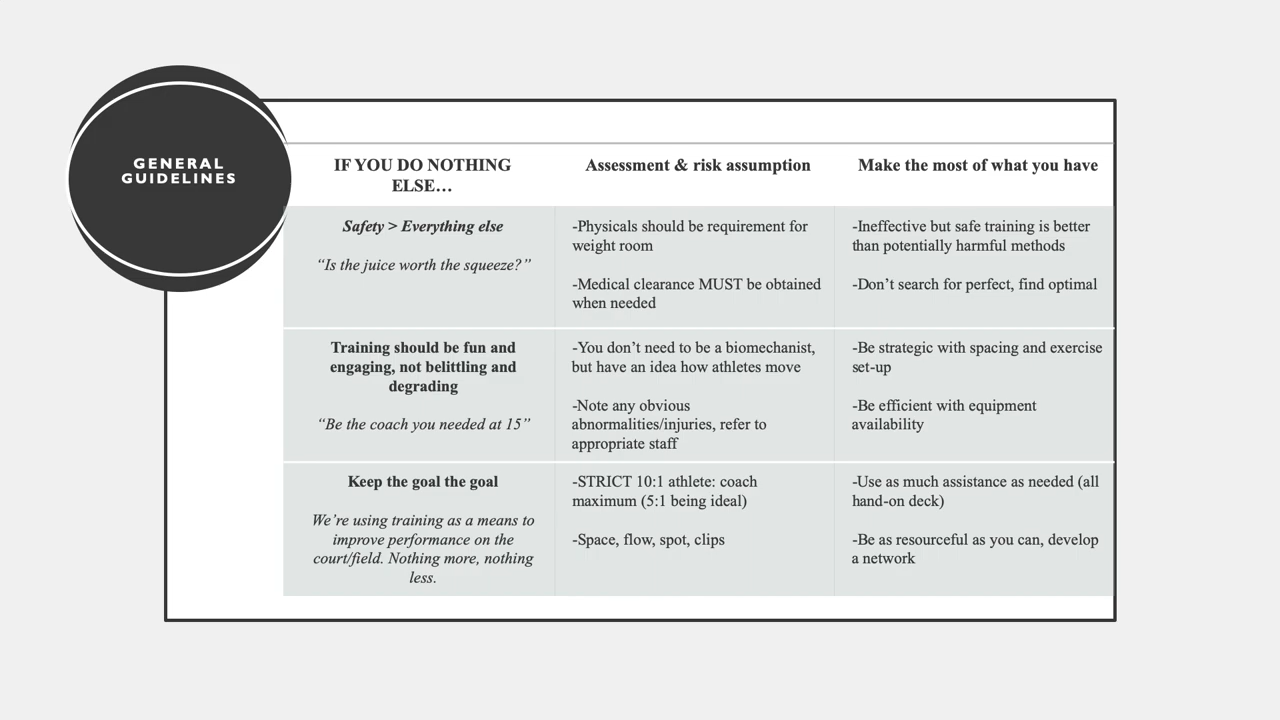 GENERAL
GUIDELINES
IF YOU DO NOTHING
ELSE…
Assessment & risk assumption
Make the most of what you have
Safety > Everything else
“Is the juice worth the squeeze?”
-Physicals should be requirement for
weight room
-Medical clearance MUST be obtained
when needed
-Ineffective but safe training is better
than potentially harmful methods
-Don’t search for perfect, find optimal
Training should be fun and
engaging, not belittling and
degrading
“Be the coach you needed at 15”
-You don’t need to be a biomechanist,
but have an idea how athletes move
-Note any obvious
abnormalities/injuries, refer to
appropriate staff
-Be strategic with spacing and exercise
set-up
-Be efficient with equipment
availability
Keep the goal the goal
We’re using training as a means to
improve performance on the
court/field. Nothing more, nothing
less.
-STRICT 10:1 athlete: coach
maximum (5:1 being ideal)
-Space, flow, spot, clips
-Use as much assistance as needed (all
hand-on deck)
-Be as resourceful as you can, develop
a network